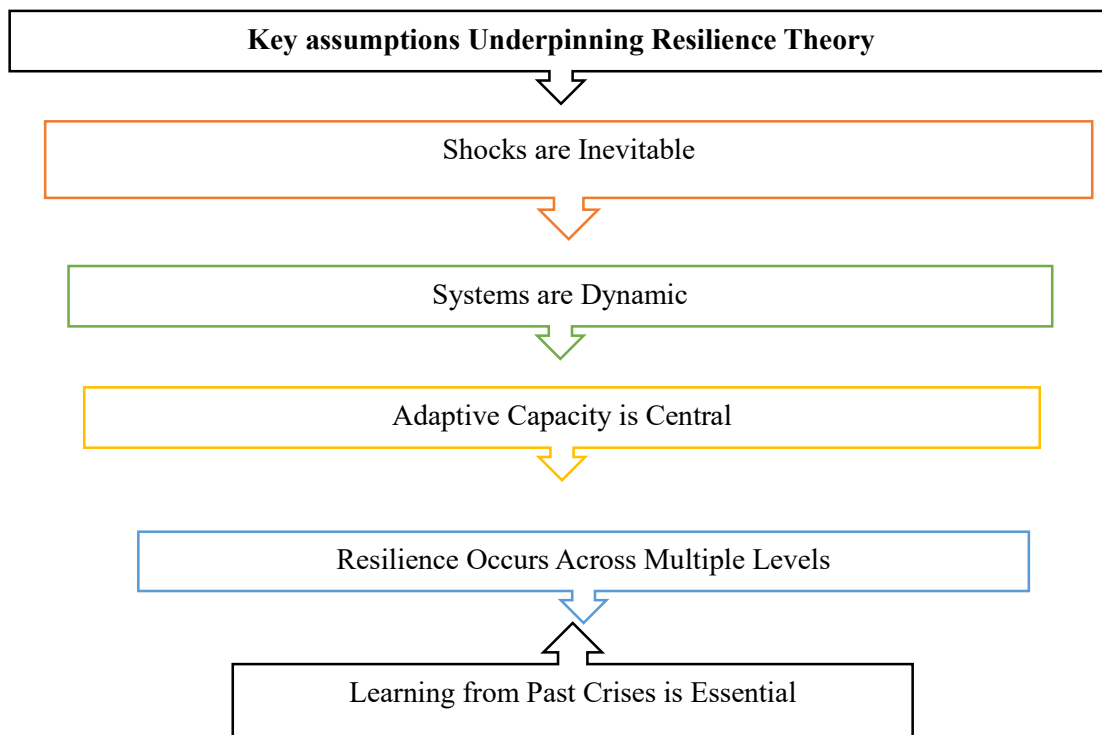 Key assumptions Underpinning Resilience Theory
Shocks are Inevitable
Systems are Dynamic
Adaptive Capacity is Central
Resilience Occurs Across Multiple Levels
Learning from Past Crises is Essential